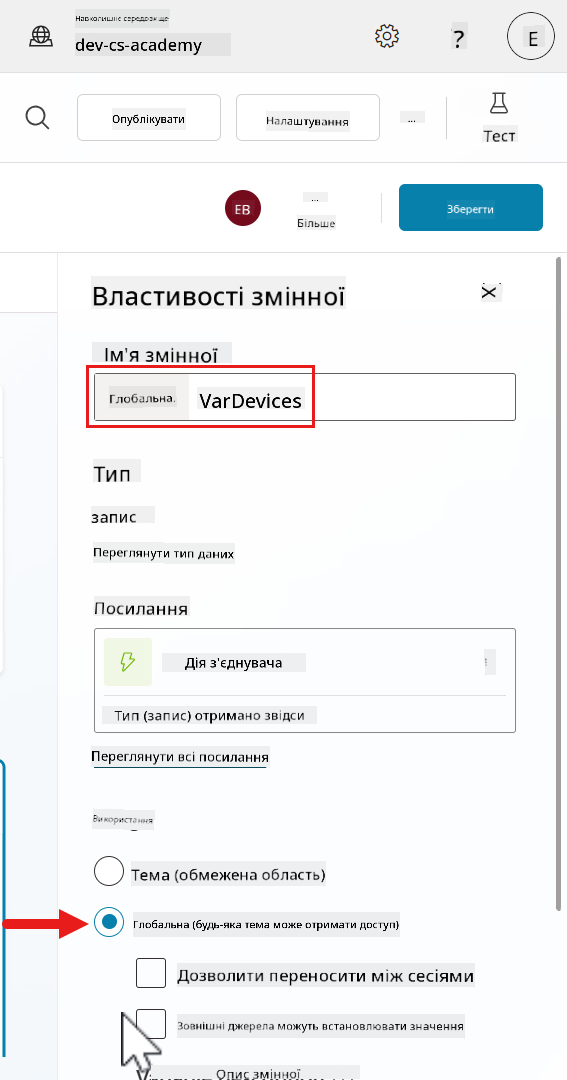 Навколишнє середовище
dev-cs-academy
?
E
Опублікувати
Налаштування
...
Тест
EB
...
Більше
Зберегти
Властивості змінної
Ім'я змінної
Глобальна.
VarDevices
Тип
запис
Переглянути тип даних
Посилання
Дія з'єднувача
Тип (запис) отримано звідси
Переглянути всі посилання
Використання
Тема (обмежена область)
Глобальна (будь-яка тема може отримати доступ)
Дозволити переносити між сесіями
Зовнішні джерела можуть встановлювати значення
Опис змінної